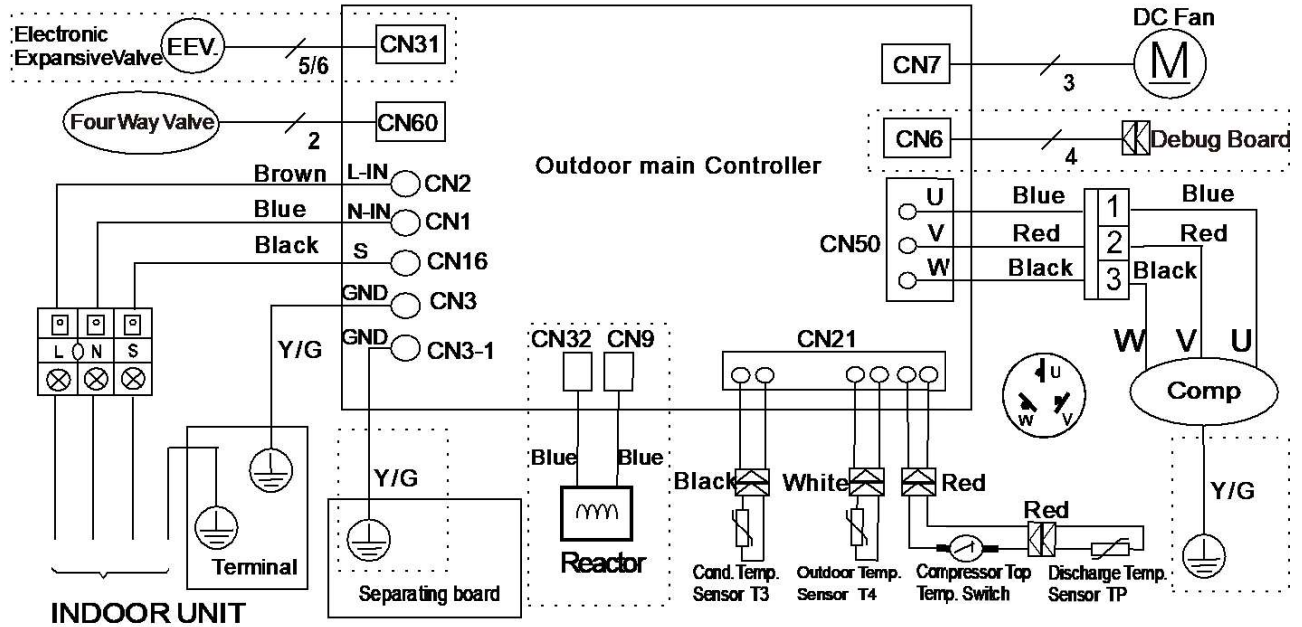 Electronic
ExpansiveValve
EEV.
5/6
CN31
Four Way Valve
2
CN60
Brown
L-IN
CN2
Blue
N-IN
CN1
Black
S
CN16
GND
CN3
Y/G
GND
CN3-1
L
N
S
Y/G
Terminal
Separating board
INDOOR UNIT
Outdoor main Controller
CN32
CN9
Blue
Blue
Reactor
DC Fan
CN7
3
M
CN6
4
Debug Board
CN50
U
Blue
1
Blue
V
Red
2
Red
W
Black
3
Black
W
V
U
Comp
Y/G
U
W
V
CN21
Black
White
Red
Red
Cond.Temp.
Sensor T3
Outdoor Temp.
Sensor T4
Compressor Top
Temp. Switch
Discharge Temp.
Sensor TP